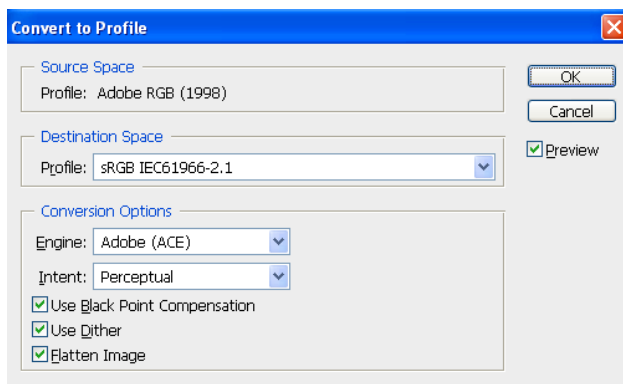 Convert to Profile
Source Space
Profile: Adobe RGB (1998)
OK
Cancel
Preview
Destination Space
Profile: sRGB IEC61966-2.1
Conversion Options
Engine: Adobe (ACE)
Intent: Perceptual
Use Black Point Compensation
Use Dither
Flatten Image